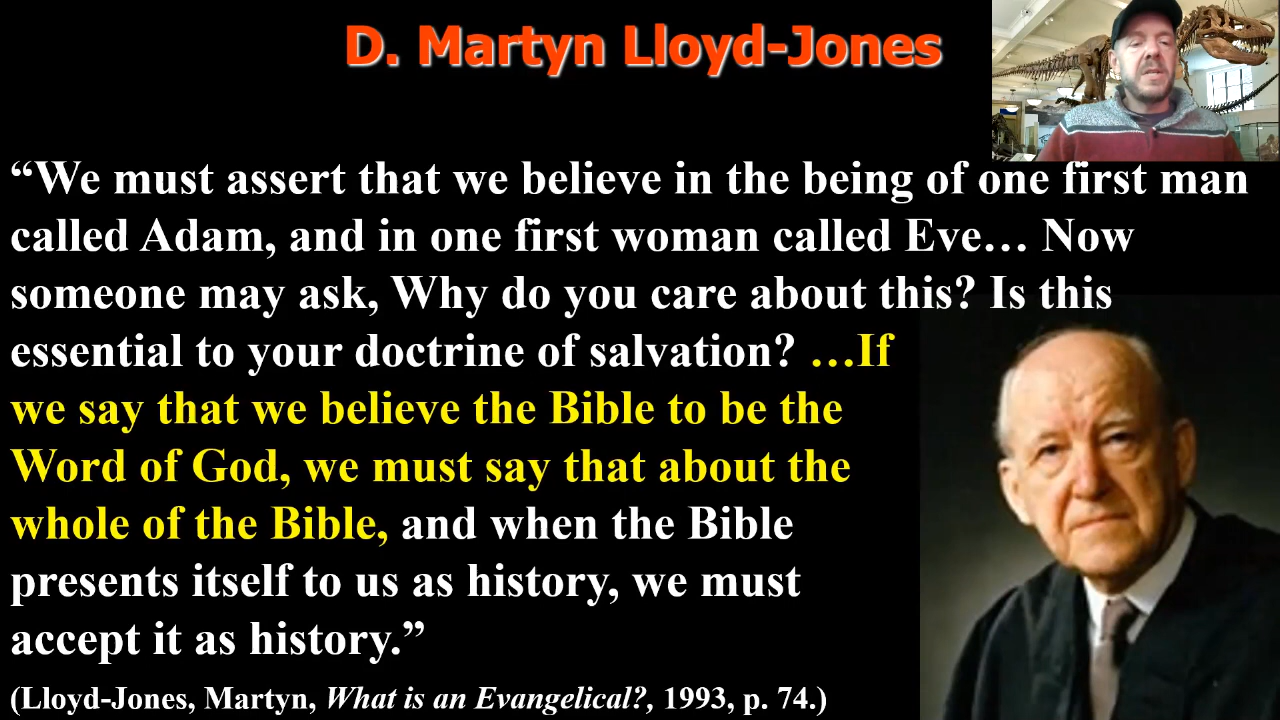 D. Martyn Lloyd-Jones
“We must assert that we believe in the being of one first man
called Adam, and in one first woman called Eve… Now
someone may ask, Why do you care about this? Is this
essential to your doctrine of salvation? …If
we say that we believe the Bible to be the
Word of God, we must say that about the
whole of the Bible, and when the Bible
presents itself to us as history, we must
accept it as history.”
(Lloyd-Jones, Martyn, What is an Evangelical?, 1993, p. 74.)